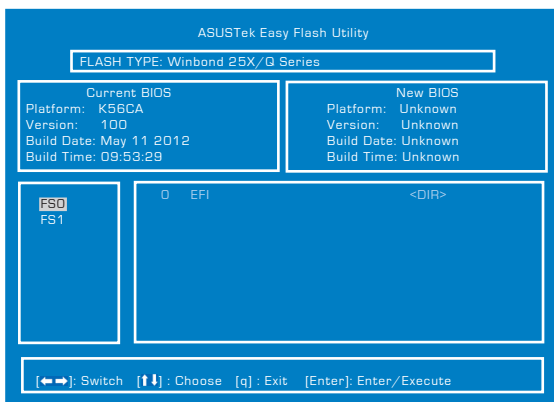 ASUSTek Easy Flash Utility
FLASH TYPE: Winbond 25X/Q Series
Current BIOS
Platform: K56CA
Version: 100
Build Date: May 11 2012
Build Time: 09:53:29
New BIOS
Platform: Unknown
Version: Unknown
Build Date: Unknown
Build Time: Unknown
FS0
FS1
0 EFI <DIR>
[←→]: Switch [↑↓] : Choose [q] : Exit [Enter]: Enter/Execute